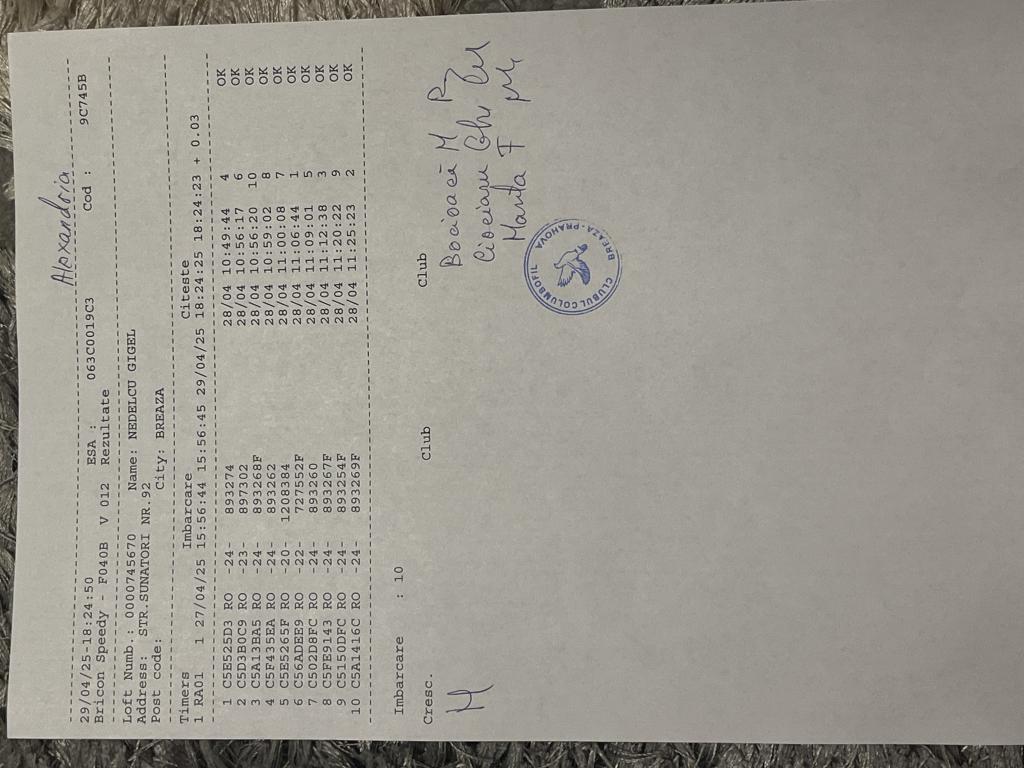 Alexandria
29/04/25-18:24:50 ESA : 063C0019C3 Cod : 9C745B
Bricon Speedy - F040B V 012 Rezultate
Loft Numb.: 0000745670 Name: NEDELCU GIGEL
Address: STR.SUNATORI NR.92
Post code: City: BREAZA
Timers Imbarcare Citeste
1 RA01 1 27/04/25 15:56:44 15:56:45 29/04/25 18:24:25 18:24:23 + 0.03
1 C5E525D3 RO -24- 893274 28/04 10:49:44 4 OK
2 C5D3B0C9 RO -23- 897302 28/04 10:56:17 6 OK
3 C5A13BA5 RO -24- 893268F 28/04 10:56:20 10 OK
4 C5F435EA RO -24- 893262 28/04 10:59:02 8 OK
5 C5E5265F RO -20- 1208384 28/04 11:00:08 7 OK
6 C56ADEE9 RO -22- 727552F 28/04 11:06:44 1 OK
7 C502D8FC RO -24- 893260 28/04 11:09:01 5 OK
8 C5FE9143 RO -24- 893267F 28/04 11:12:38 3 OK
9 C5150DFC RO -24- 893254F 28/04 11:20:22 9 OK
10 C5A1416C RO -24- 893269F 28/04 11:25:23 2 OK
Imbarcare : 10
Cresc. Club Club
Bocioacă M
Ciociaru Gh
Manta F
CLUBUL COLUMBOFIL
BREAZA-PRAHOVA